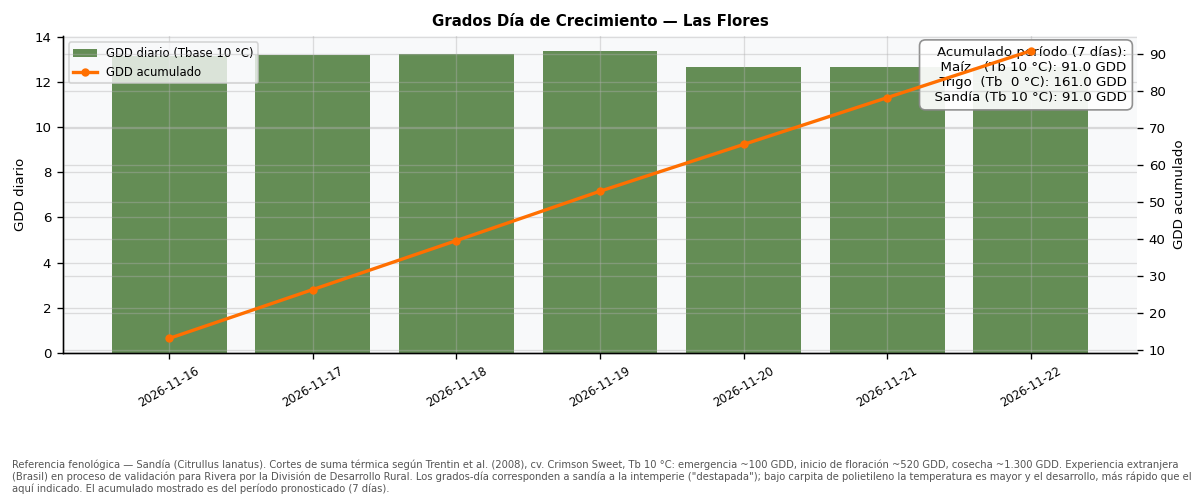 Grados Día de Crecimiento — Las Flores
GDD diario (Tbase 10 °C)
GDD acumulado
Acumulado período (7 días):
Maíz (Tb 10 °C): 91.0 GDD
Trigo (Tb 0 °C): 161.0 GDD
Sandía (Tb 10 °C): 91.0 GDD
GDD diario
14
12
10
8
6
4
2
0
GDD acumulado
90
80
70
60
50
40
30
20
10
2026-11-16
2026-11-17
2026-11-18
2026-11-19
2026-11-20
2026-11-21
2026-11-22
Referencia fenológica — Sandía (Citrullus lanatus). Cortes de suma térmica según Trentin et al. (2008), cv. Crimson Sweet, Tb 10 °C: emergencia ~100 GDD, inicio de floración ~520 GDD, cosecha ~1.300 GDD. Experiencia extranjera
(Brasil) en proceso de validación para Rivera por la División de Desarrollo Rural. Los grados-día corresponden a sandía a la intemperie ("destapada"); bajo carpita de polietileno la temperatura es mayor y el desarrollo, más rápido que el
aquí indicado. El acumulado mostrado es del período pronosticado (7 días).